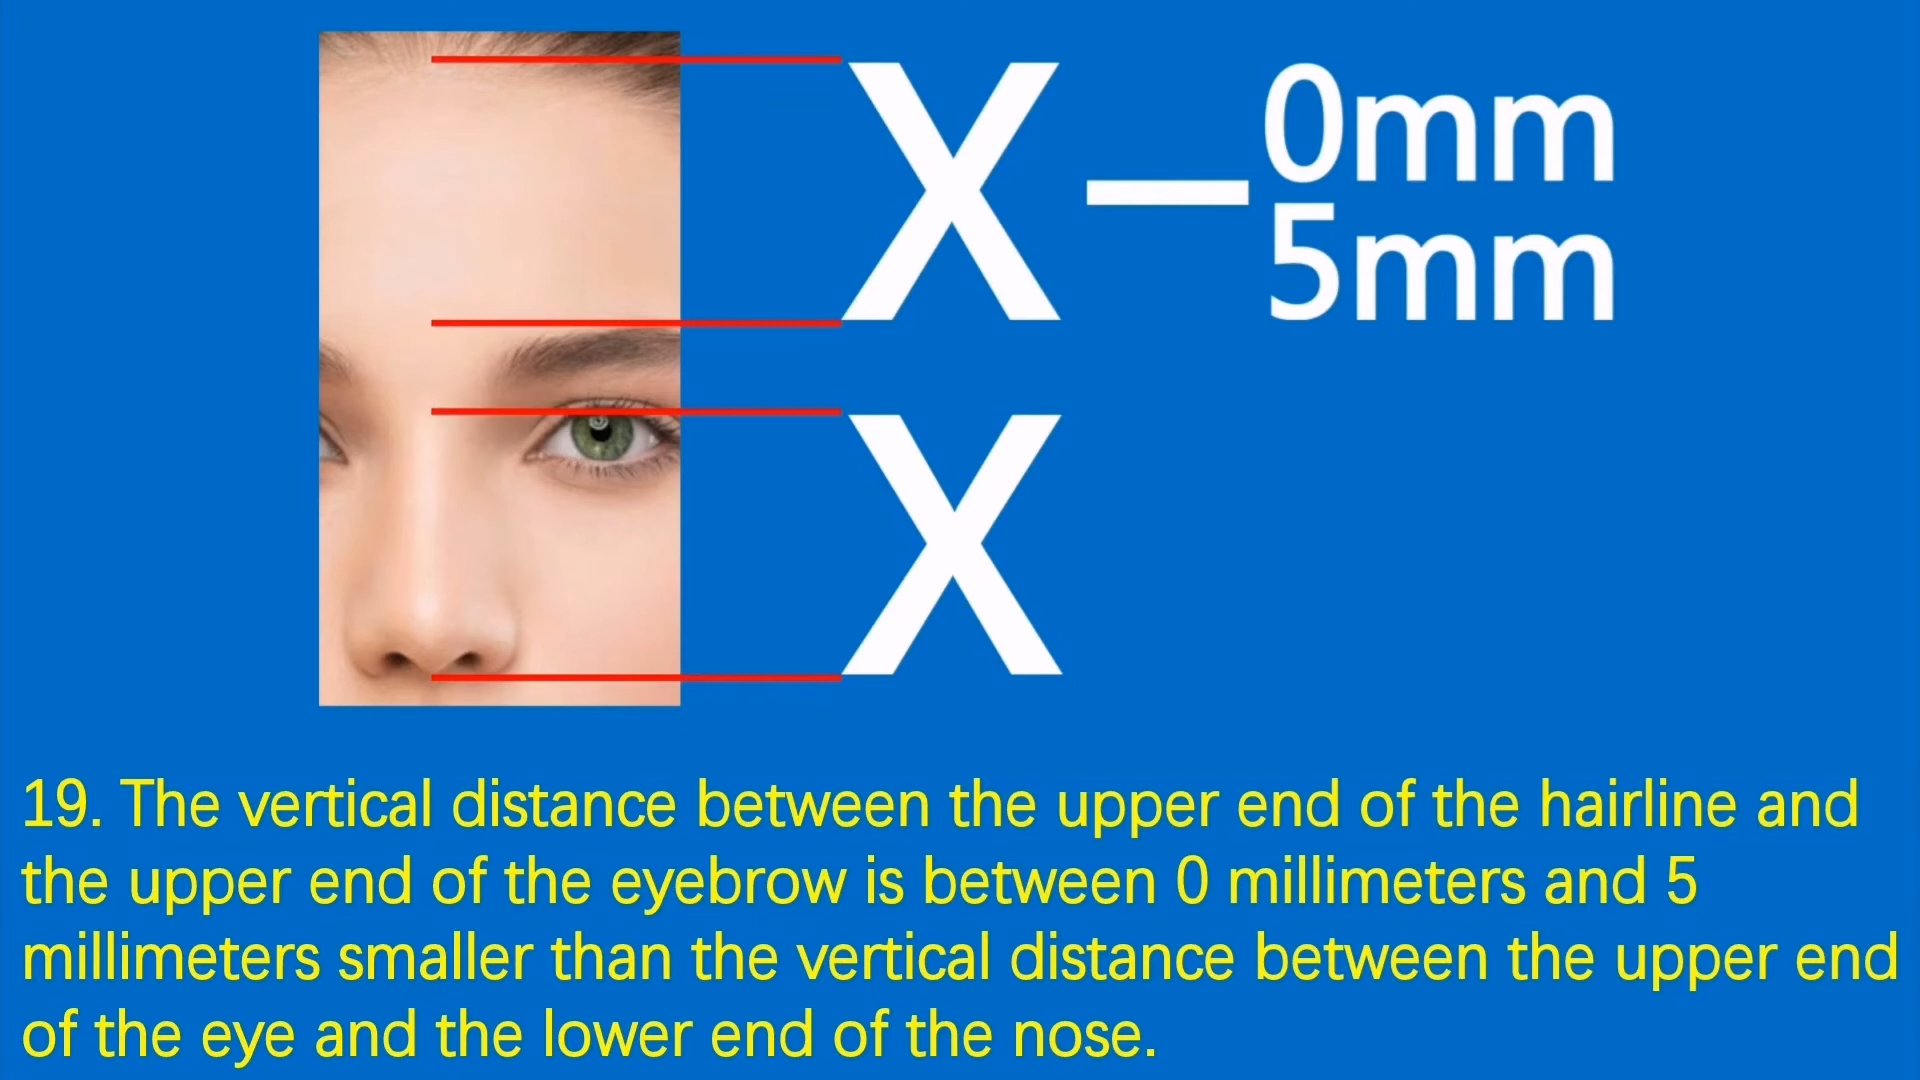 X
— 0mm
5mm
X
19. The vertical distance between the upper end of the hairline and
the upper end of the eyebrow is between 0 millimeters and 5
millimeters smaller than the vertical distance between the upper end
of the eye and the lower end of the nose.